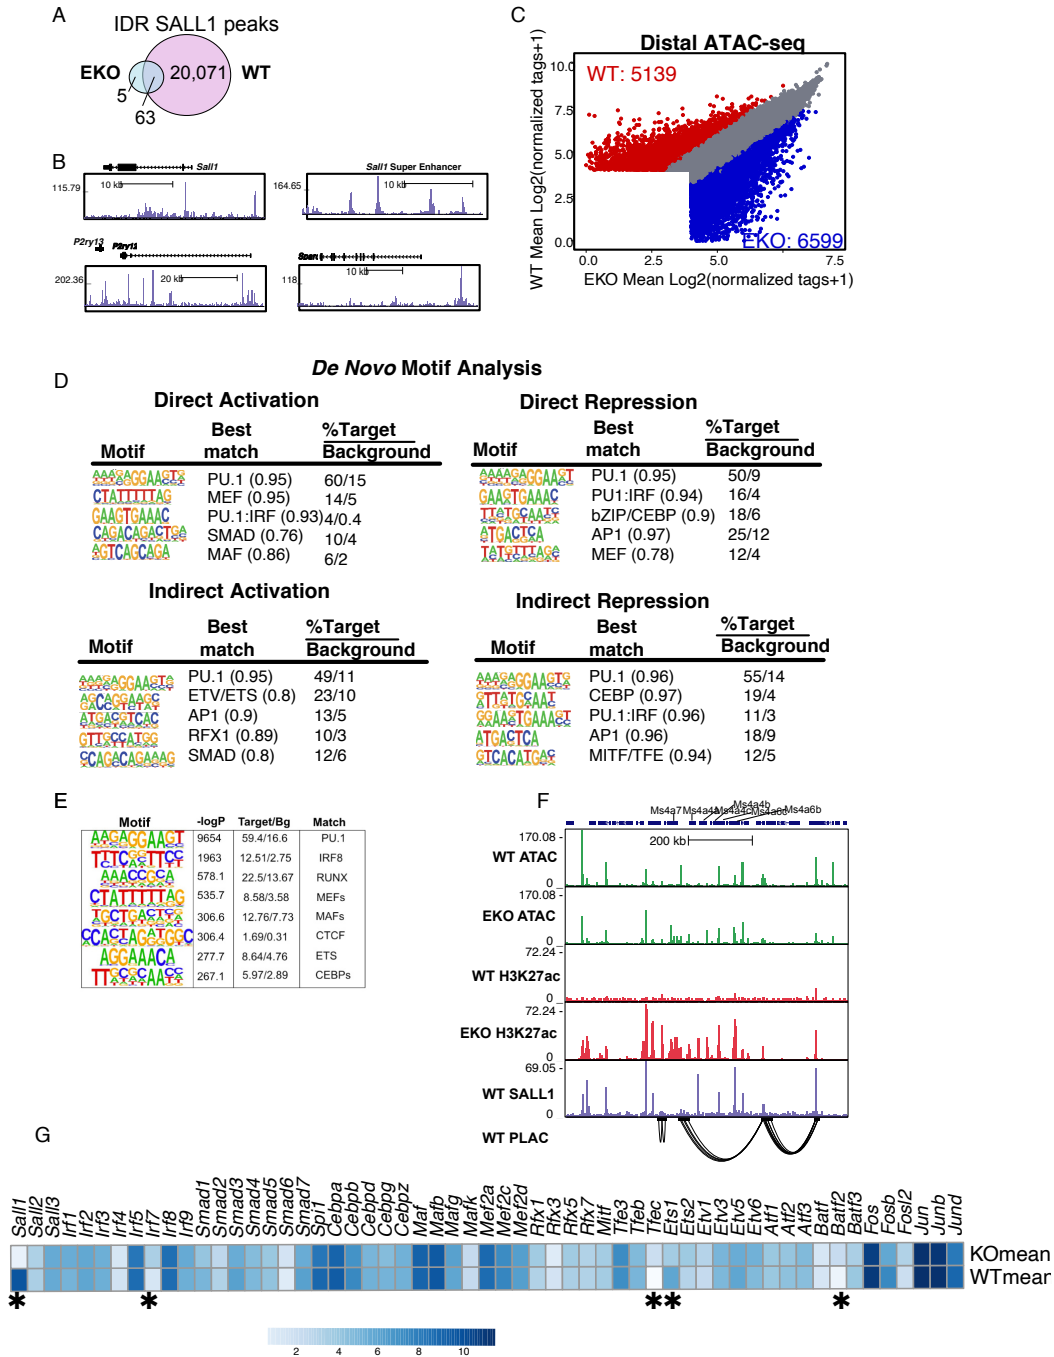 A
IDR SALL1 peaks
EKO
20,071
WT
5
63
B
Sall1
10 kb
115.79
Sall1 Super Enhancer
10 kb
164.65
P2ry13
20 kb
202.36
10 kb
118
C
Distal ATAC-seq
WT: 5139
EKO: 6599
WT Mean Log2(normalized tags+1)
10.0
7.5
5.0
2.5
0.0
0.0 2.5 5.0 7.5
EKO Mean Log2(normalized tags+1)
D
De Novo Motif Analysis
Direct Activation
Motif Best match %Target Background
PU.1 (0.95) 60/15
MEF (0.95) 14/5
PU.1:IRF (0.93) 4/0.4
SMAD (0.76) 10/4
MAF (0.86) 6/2
Direct Repression
Motif Best match %Target Background
PU.1 (0.95) 50/9
PU1:IRF (0.94) 16/4
bZIP/CEBP (0.9) 18/6
AP1 (0.97) 25/12
MEF (0.78) 12/4
Indirect Activation
Motif Best match %Target Background
PU.1 (0.95) 49/11
ETV/ETS (0.8) 23/10
AP1 (0.9) 13/5
RFX1 (0.89) 10/3
SMAD (0.8) 12/6
Indirect Repression
Motif Best match %Target Background
PU.1 (0.96) 55/14
CEBP (0.97) 19/4
PU.1:IRF (0.96) 11/3
AP1 (0.96) 18/9
MITF/TFE (0.94) 12/5
E
Motif -logP Target/Bg Match
9654 59.4/16.6 PU.1
1963 12.51/2.75 IRF8
578.1 22.5/13.67 RUNX
535.7 8.58/3.58 MEFs
306.6 12.76/7.73 MAFs
306.4 1.69/0.31 CTCF
277.7 8.64/4.76 ETS
267.1 5.97/2.89 CEBPs
F
Ms4a4b
Ms4a7 Ms4a4a Ms4a4c Ms4a6b
200 kb
170.08
WT ATAC
0
170.08
EKO ATAC
0
72.24
WT H3K27ac
0
72.24
EKO H3K27ac
0
69.05
WT SALL1
0
WT PLAC
G
Sall1 Sall2 Sall3 Irf1 Irf2 Irf3 Irf4 Irf5 Irf7 Irf8 Irf9 Smad1 Smad2 Smad3 Smad4 Smad5 Smad6 Smad7 Spi1 Cebpa Cebpb Cebpd Cebpg Cebpz Maf Mafb Mafg Mafk Mef2a Mef2c Mef2d Rfx1 Rfx3 Rfx5 Rfx7 Mitf Tfe3 Tfeb Tfec Ets1 Ets2 Etv1 Etv3 Etv5 Etv6 Atf1 Atf2 Atf3 Batf Batf2 Batf3 Fos Fosb Fosl2 Jun Junb Jund
KOmean
WTmean
* * * * *
2 4 6 8 10